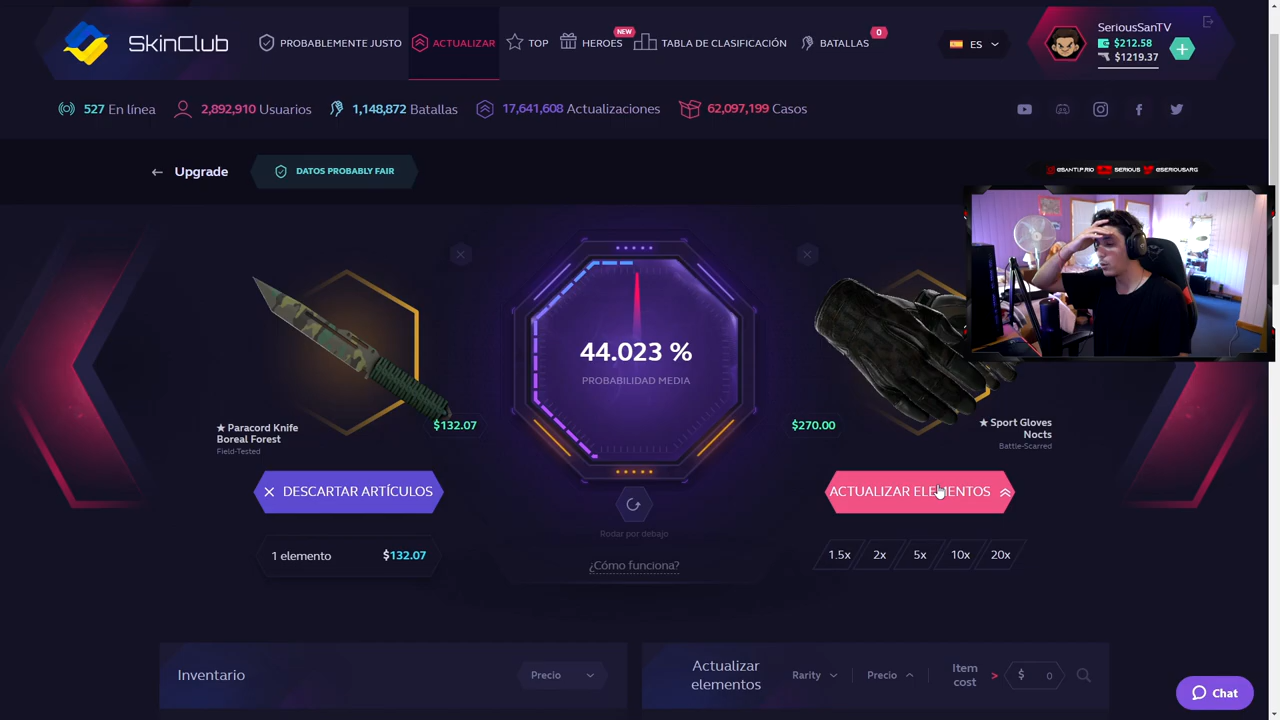 SKINCLUB
PROBABLEMENTE JUSTO
ACTUALIZAR
TOP
HEROES
NEW
TABLA DE CLASIFICACIÓN
BATALLAS
0
ES
SeriousSanTV
$212.58
$1219.37
527 En línea
2,892,910 Usuarios
1,148,872 Batallas
17,641,608 Actualizaciones
62,097,199 Casos
Upgrade
DATOS PROBABLY FAIR
@SANTI.P.RIO
SERIOUS
@SERIOUSARG
44.023 %
PROBABILIDAD MEDIA
★ Paracord Knife
Boreal Forest
Field-Tested
$132.07
$270.00
★ Sport Gloves
Nocts
Battle-Scarred
DESCARTAR ARTÍCULOS
ACTUALIZAR ELEMENTOS
Rodar por debajo
1 elemento
$132.07
¿Cómo funciona?
1.5x
2x
5x
10x
20x
Inventario
Precio
Actualizar
elementos
Rarity
Precio
Item
cost
>
$ 0
Chat